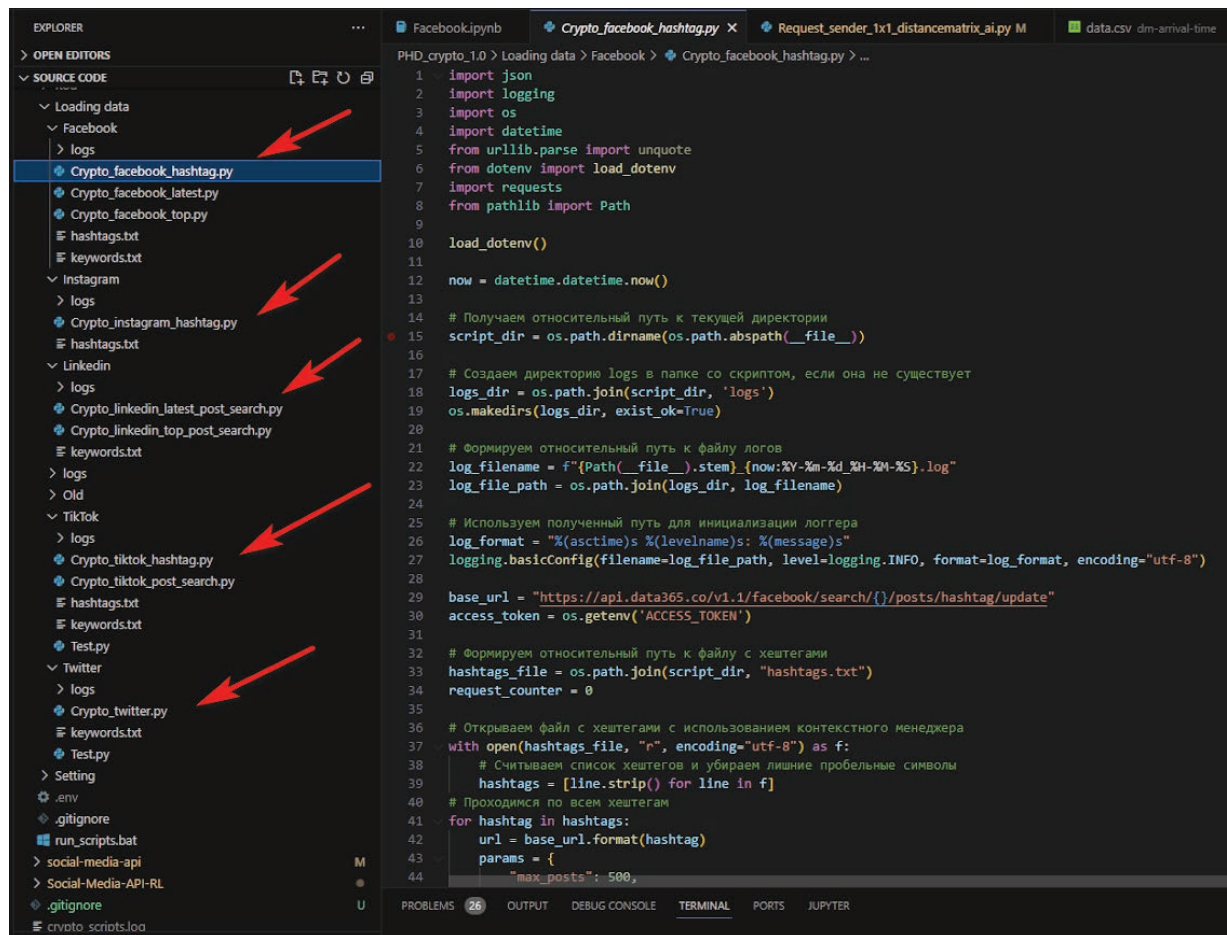 EXPLORER
...
OPEN EDITORS
SOURCE CODE
Loading data
Facebook
logs
Crypto_facebook_hashtag.py
Crypto_facebook_latest.py
Crypto_facebook_top.py
hashtags.txt
keywords.txt
Instagram
logs
Crypto_instagram_hashtag.py
hashtags.txt
Linkedin
logs
Crypto_linkedin_latest_post_search.py
Crypto_linkedin_top_post_search.py
keywords.txt
logs
Old
TikTok
logs
Crypto_tiktok_hashtag.py
Crypto_tiktok_post_search.py
hashtags.txt
keywords.txt
Test.py
Twitter
logs
Crypto_twitter.py
keywords.txt
Test.py
Setting
.env
.gitignore
run_scripts.bat
social-media-api M
Social-Media-API-RL
.gitignore U
crypto_scripts.log
Facebook.ipynb Crypto_facebook_hashtag.py Request_sender_1x1_distancematrix_ai.py M data.csv dm-arrival-time
PHD_crypto_1.0 > Loading data > Facebook > Crypto_facebook_hashtag.py > ...
1 import json
2 import logging
3 import os
4 import datetime
5 from urllib.parse import unquote
6 from dotenv import load_dotenv
7 import requests
8 from pathlib import Path
9
10 load_dotenv()
11
12 now = datetime.datetime.now()
13
14 # Получаем относительный путь к текущей директории
15 script_dir = os.path.dirname(os.path.abspath(__file__))
16
17 # Создаем директорию logs в папке со скриптом, если она не существует
18 logs_dir = os.path.join(script_dir, 'logs')
19 os.makedirs(logs_dir, exist_ok=True)
20
21 # Формируем относительный путь к файлу логов
22 log_filename = f"{Path(__file__).stem}_{now:%Y-%m-%d_%H-%M-%S}.log"
23 log_file_path = os.path.join(logs_dir, log_filename)
24
25 # Используем полученный путь для инициализации логгера
26 log_format = "%(asctime)s %(levelname)s: %(message)s"
27 logging.basicConfig(filename=log_file_path, level=logging.INFO, format=log_format, encoding="utf-8")
28
29 base_url = "https://api.data365.co/v1.1/facebook/search/{}/posts/hashtag/update"
30 access_token = os.getenv('ACCESS_TOKEN')
31
32 # Формируем относительный путь к файлу с хештегами
33 hashtags_file = os.path.join(script_dir, "hashtags.txt")
34 request_counter = 0
35
36 # Открываем файл с хештегами с использованием контекстного менеджера
37 with open(hashtags_file, "r", encoding="utf-8") as f:
38 # Считываем список хештегов и убираем лишние пробельные символы
39 hashtags = [line.strip() for line in f]
40 # Проходимся по всем хештегам
41 for hashtag in hashtags:
42 url = base_url.format(hashtag)
43 params = {
44 "max_posts": 500,
PROBLEMS 26 OUTPUT DEBUG CONSOLE TERMINAL PORTS JUPYTER